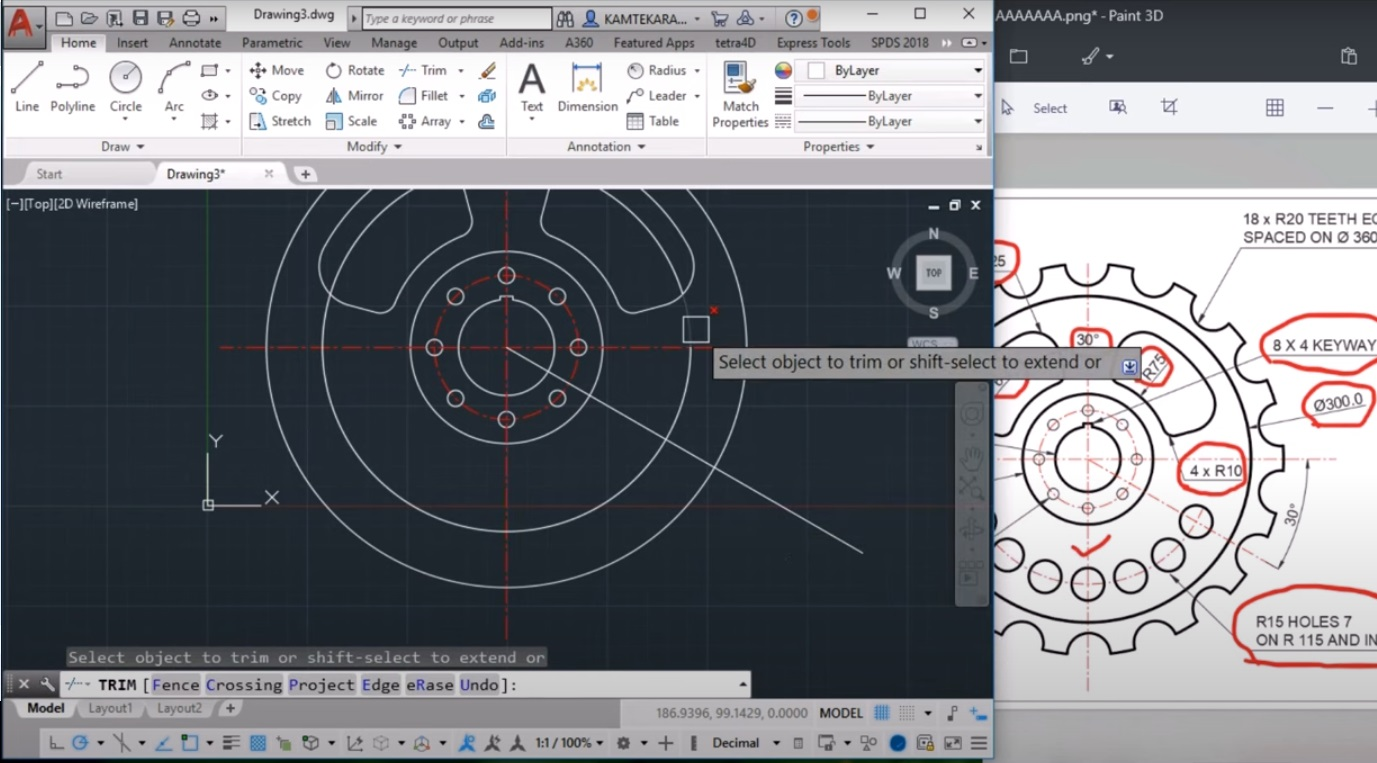 Drawing3.dwg
Type a keyword or phrase
KAMTEKARA...
AAAAAAA.png* - Paint 3D
Home Insert Annotate Parametric View Manage Output Add-ins A360 Featured Apps tetra4D Express Tools SPDS 2018
Line Polyline Circle Arc
Move Rotate Trim
Copy Mirror Fillet
Stretch Scale Array
Text Dimension
Radius
Leader
Table
Match
Properties
ByLayer
ByLayer
ByLayer
Draw Modify Annotation Properties
Select
Start Drawing3*
[−][Top][2D Wireframe]
N
W TOP E
S
WCS
Select object to trim or shift-select to extend or
Y
X
18 x R20 TEETH
SPACED ON Ø 360
25
30°
8 X 4 KEYWAY
R75
Ø300.0
4 x R10
30°
R15 HOLES 7
ON R 115 AND
Select object to trim or shift-select to extend or
TRIM [Fence Crossing Project Edge eRase Undo]:
Model Layout1 Layout2 +
186.9396, 99.1429, 0.0000 MODEL
1:1 / 100% Decimal